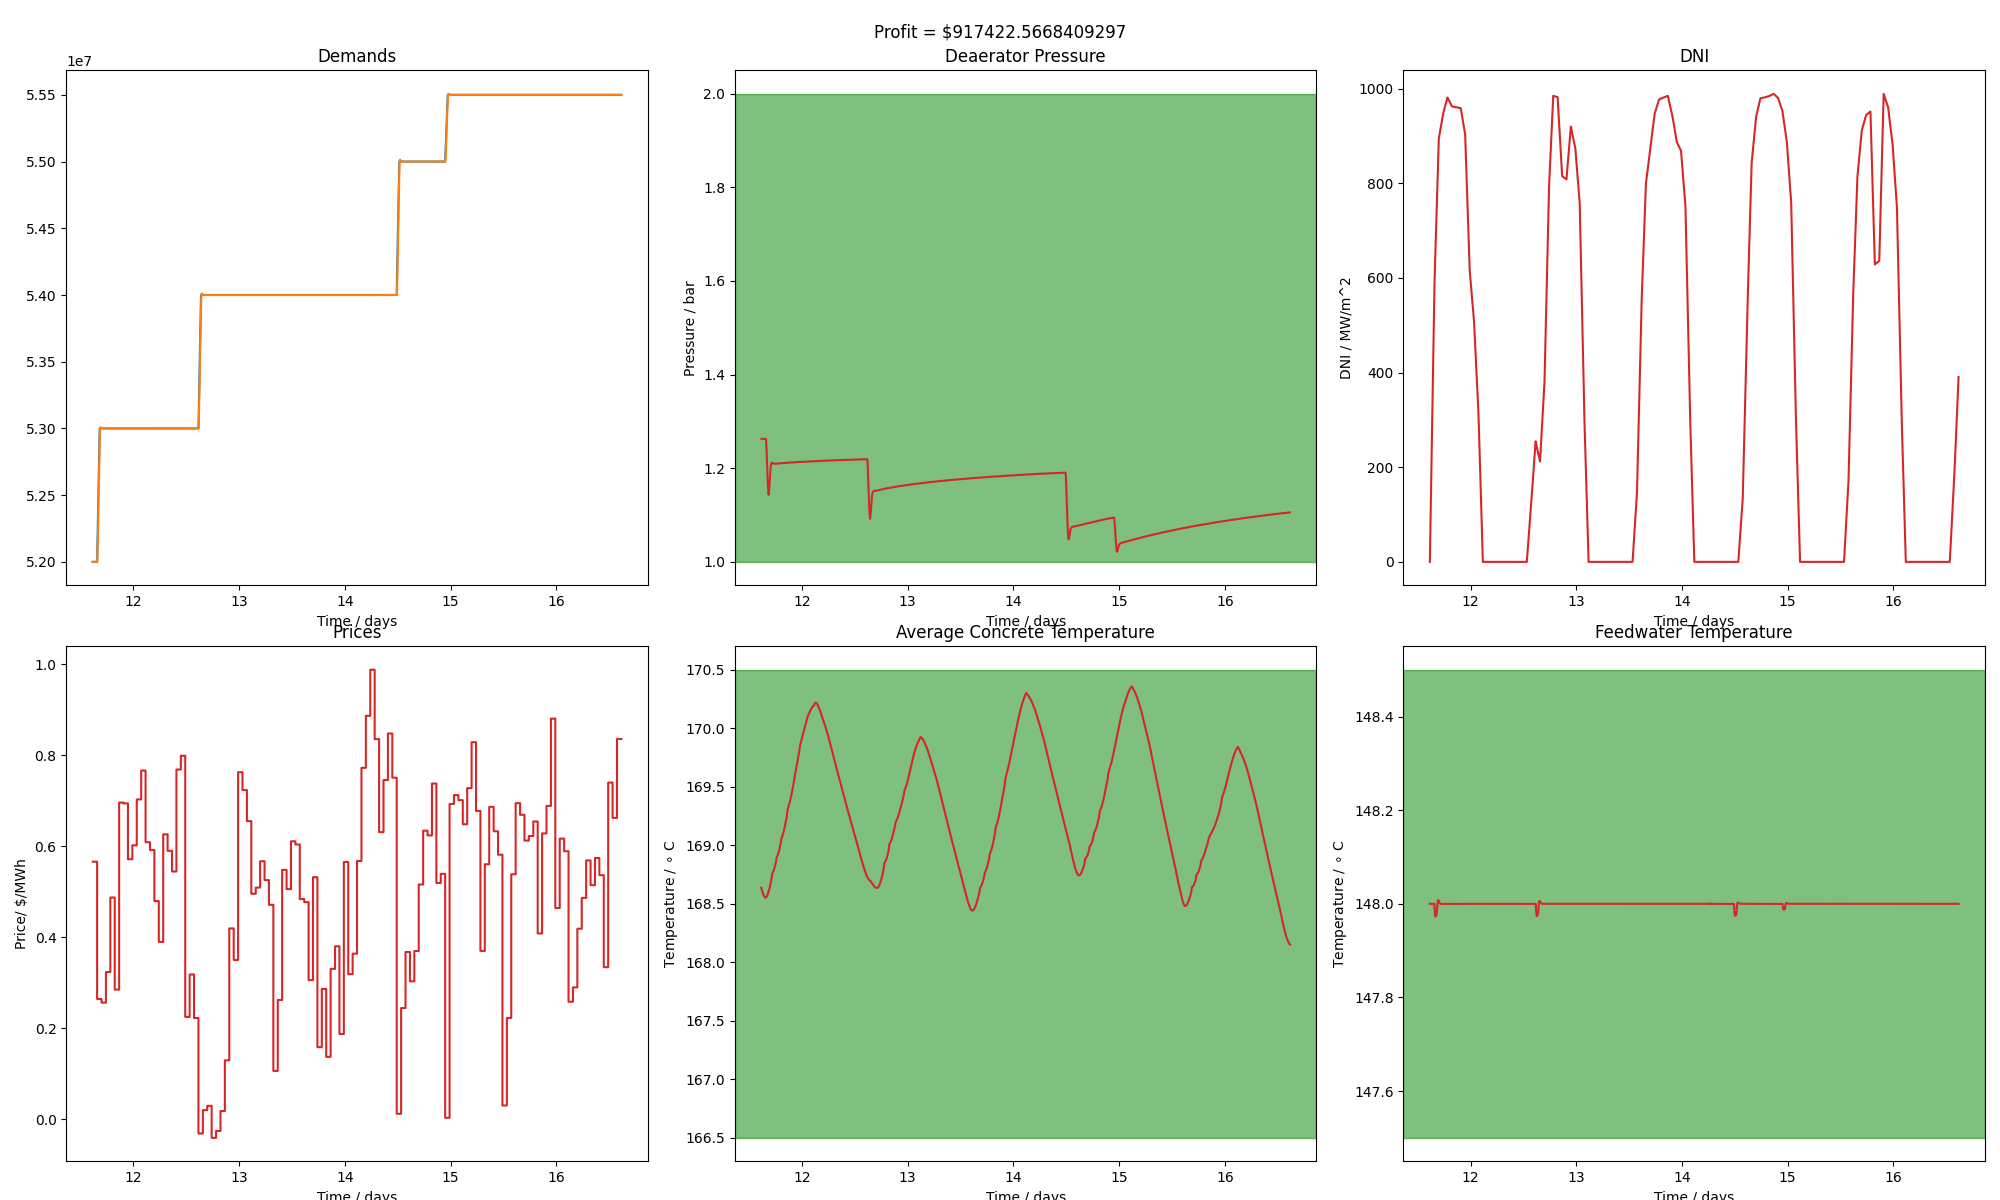 Profit = $917422.5668409297
Demands
1e7
5.55
5.50
5.45
5.40
5.35
5.30
5.25
5.20
12 13 14 15 16
Time / days
Deaerator Pressure
Pressure / bar
2.0
1.8
1.6
1.4
1.2
1.0
12 13 14 15 16
Time / days
DNI
DNI / MW/m^2
1000
800
600
400
200
0
12 13 14 15 16
Time / days
Prices
Price/ $/MWh
1.0
0.8
0.6
0.4
0.2
0.0
12 13 14 15 16
Time / days
Average Concrete Temperature
Temperature / ∘ C
170.5
170.0
169.5
169.0
168.5
168.0
167.5
167.0
166.5
12 13 14 15 16
Time / days
Feedwater Temperature
Temperature / ∘ C
148.4
148.2
148.0
147.8
147.6
12 13 14 15 16
Time / days